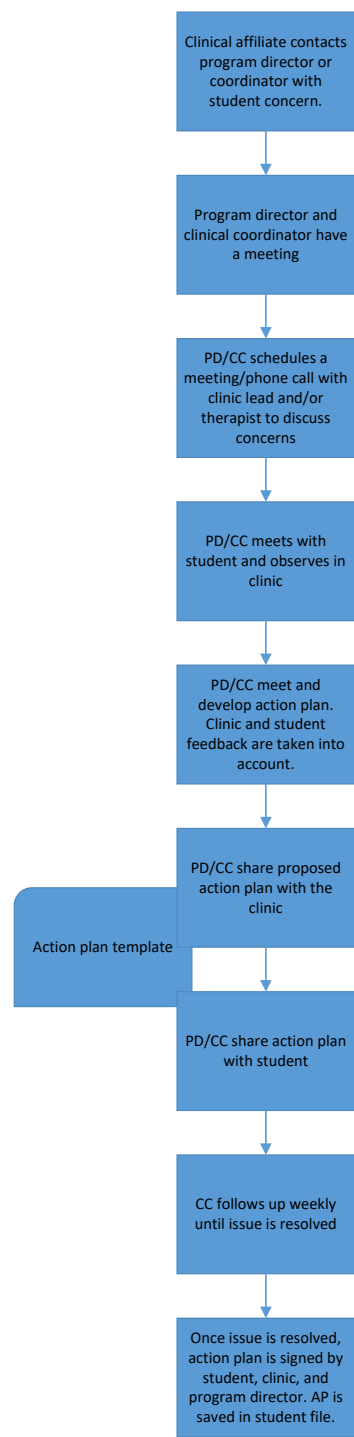 Clinical affiliate contacts
program director or
coordinator with
student concern.
Program director and
clinical coordinator have
a meeting
PD/CC schedules a
meeting/phone call with
clinic lead and/or
therapist to discuss
concerns
PD/CC meets with
student and observes in
clinic
PD/CC meet and
develop action plan.
Clinic and student
feedback are taken into
account.
PD/CC share proposed
action plan with the
clinic
Action plan template
PD/CC share action plan
with student
CC follows up weekly
until issue is resolved
Once issue is resolved,
action plan is signed by
student, clinic, and
program director. AP is
saved in student file.